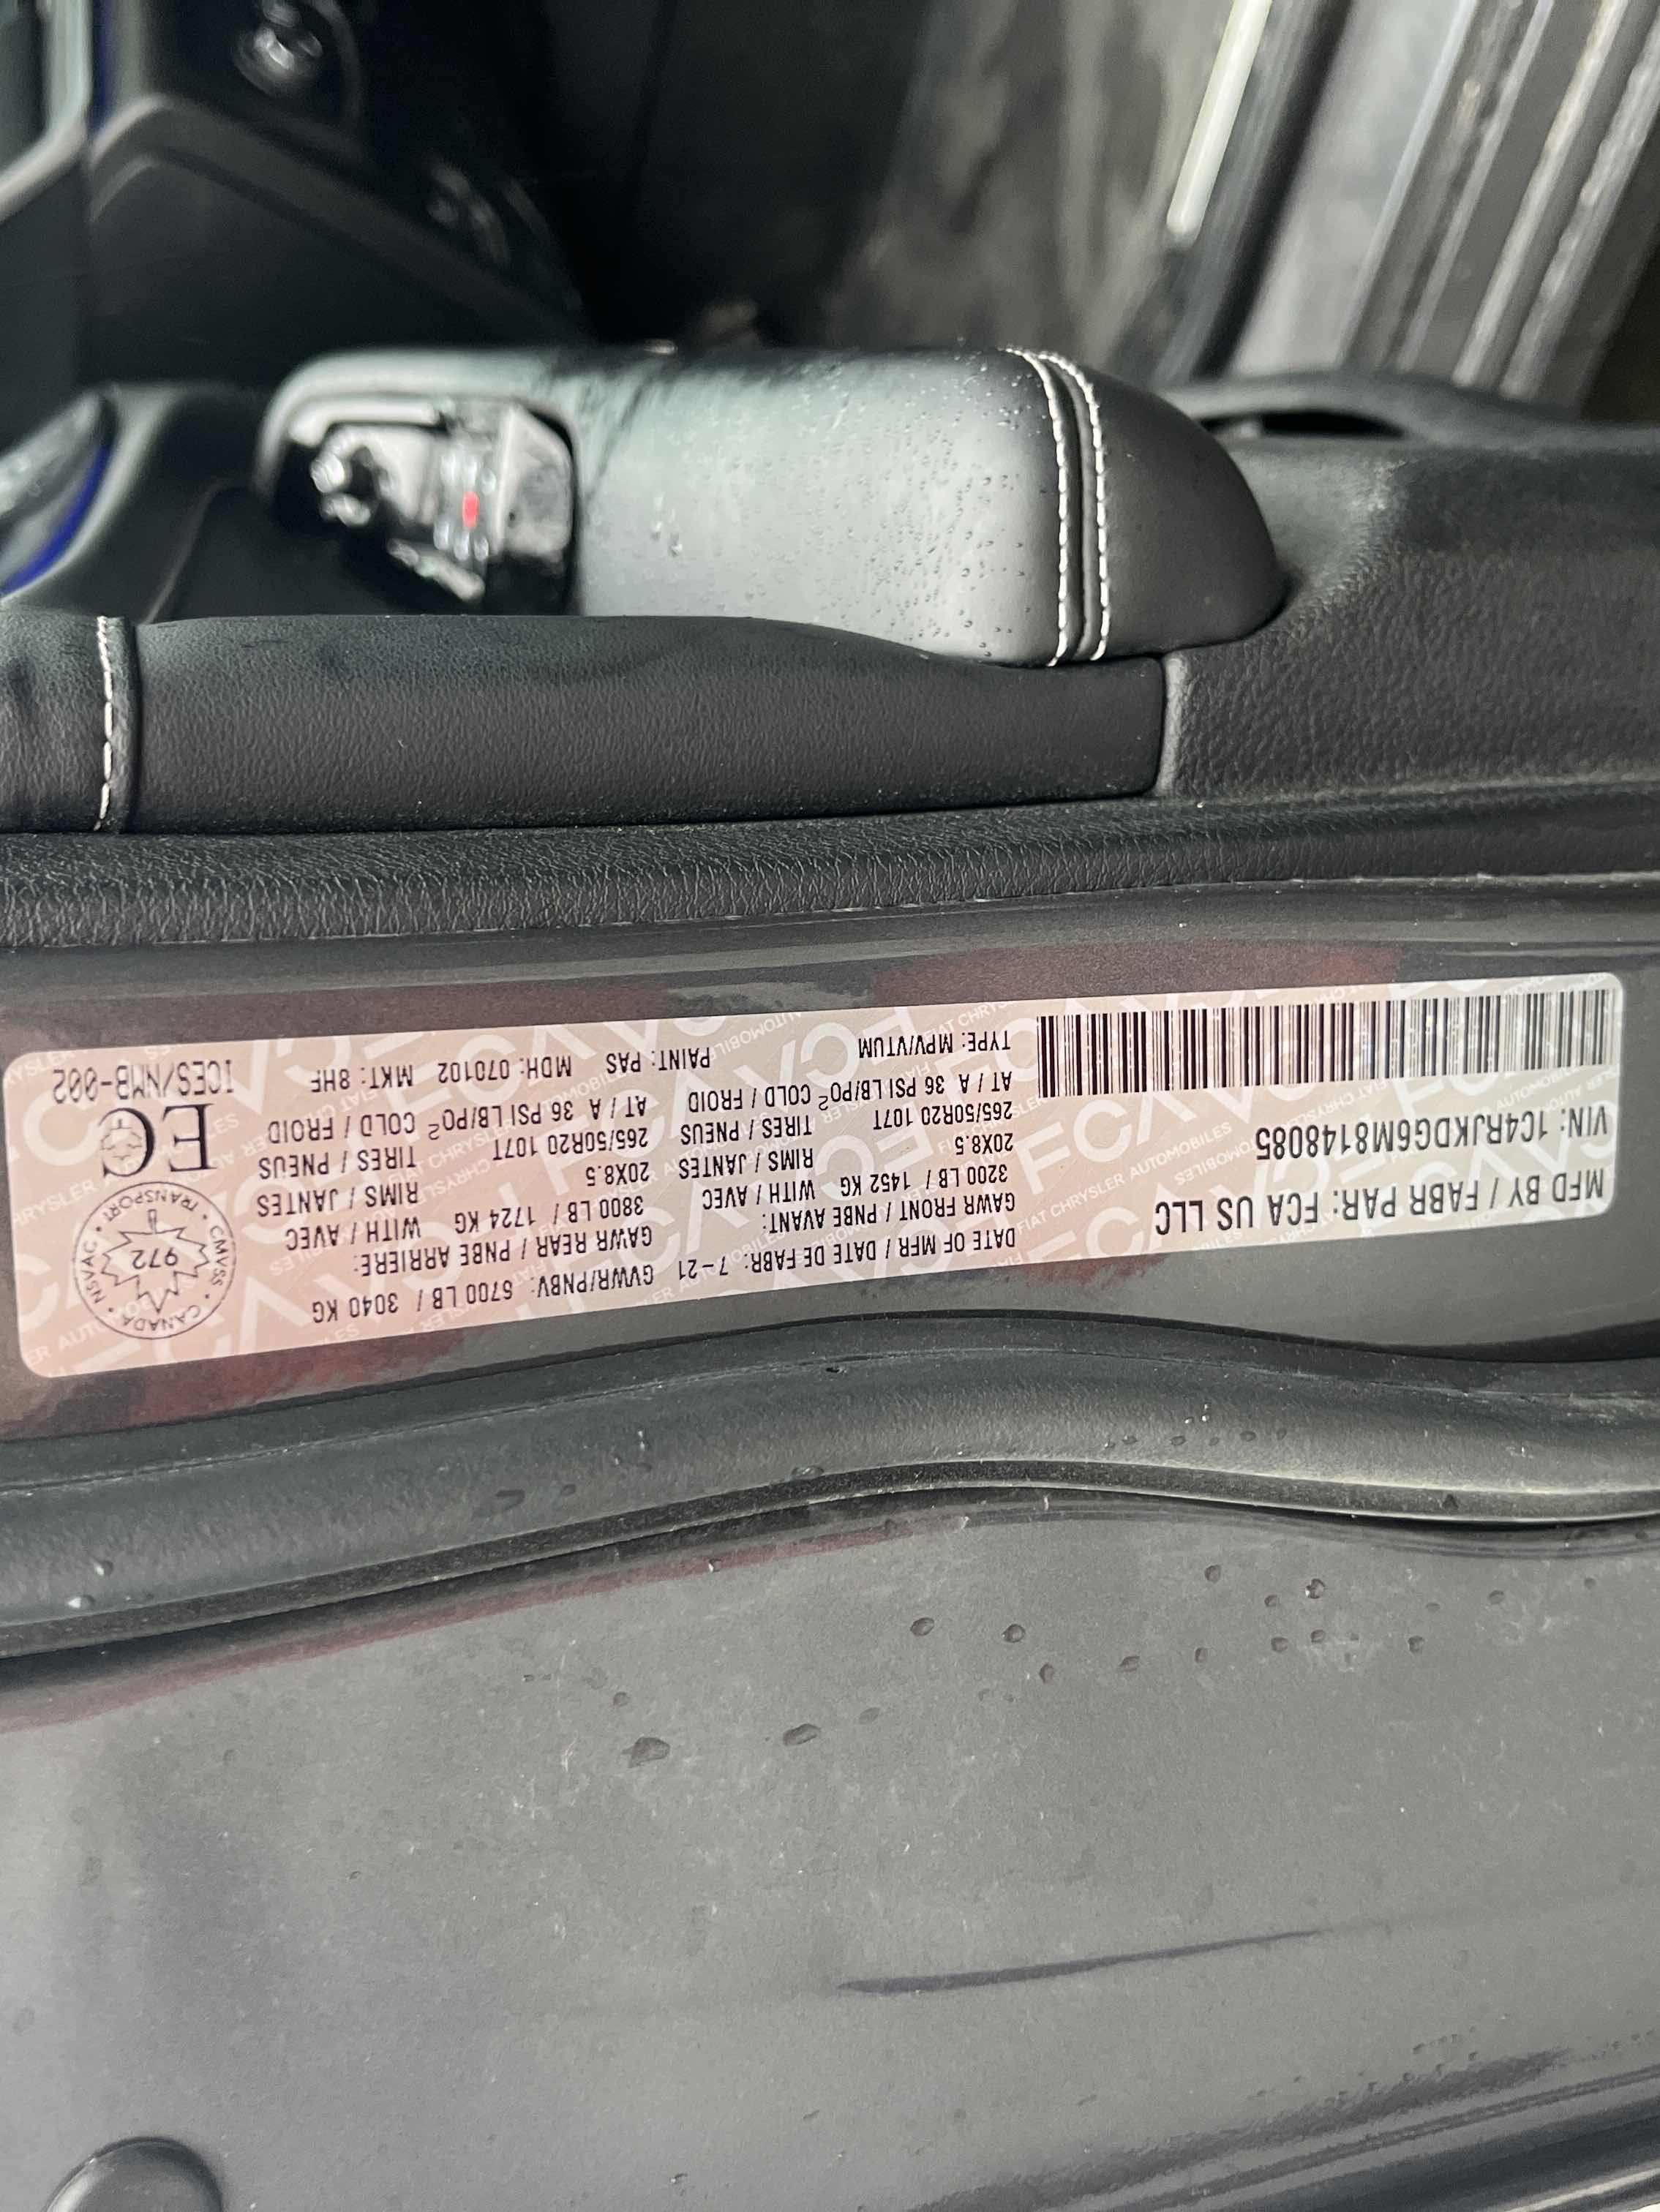 MFD BY / FABR PAR: FCA US LLC
VIN: 1C4RJKDG6M8148085
DATE OF MFR / DATE DE FABR: 7-21
GVWR/PNBV: 6700 LB / 3040 KG
GAWR FRONT / PNBE AVANT:
3200 LB / 1452 KG WITH / AVEC
20X8.5 RIMS / JANTES
265/50R20 107T TIRES / PNEUS
AT / A 36 PSI LB/PO² COLD / FROID
GAWR REAR / PNBE ARRIERE:
3800 LB / 1724 KG WITH / AVEC
20X8.5 RIMS / JANTES
265/50R20 107T TIRES / PNEUS
AT / A 36 PSI LB/PO² COLD / FROID
TYPE: MPV/VTUM
PAINT: PAS MDH: 070102 MKT: 8HF
CANADA • NSVAC • TRANSPORT • CMVSS
972
EC
ICES/NMB-002
FCA
FIAT CHRYSLER AUTOMOBILES